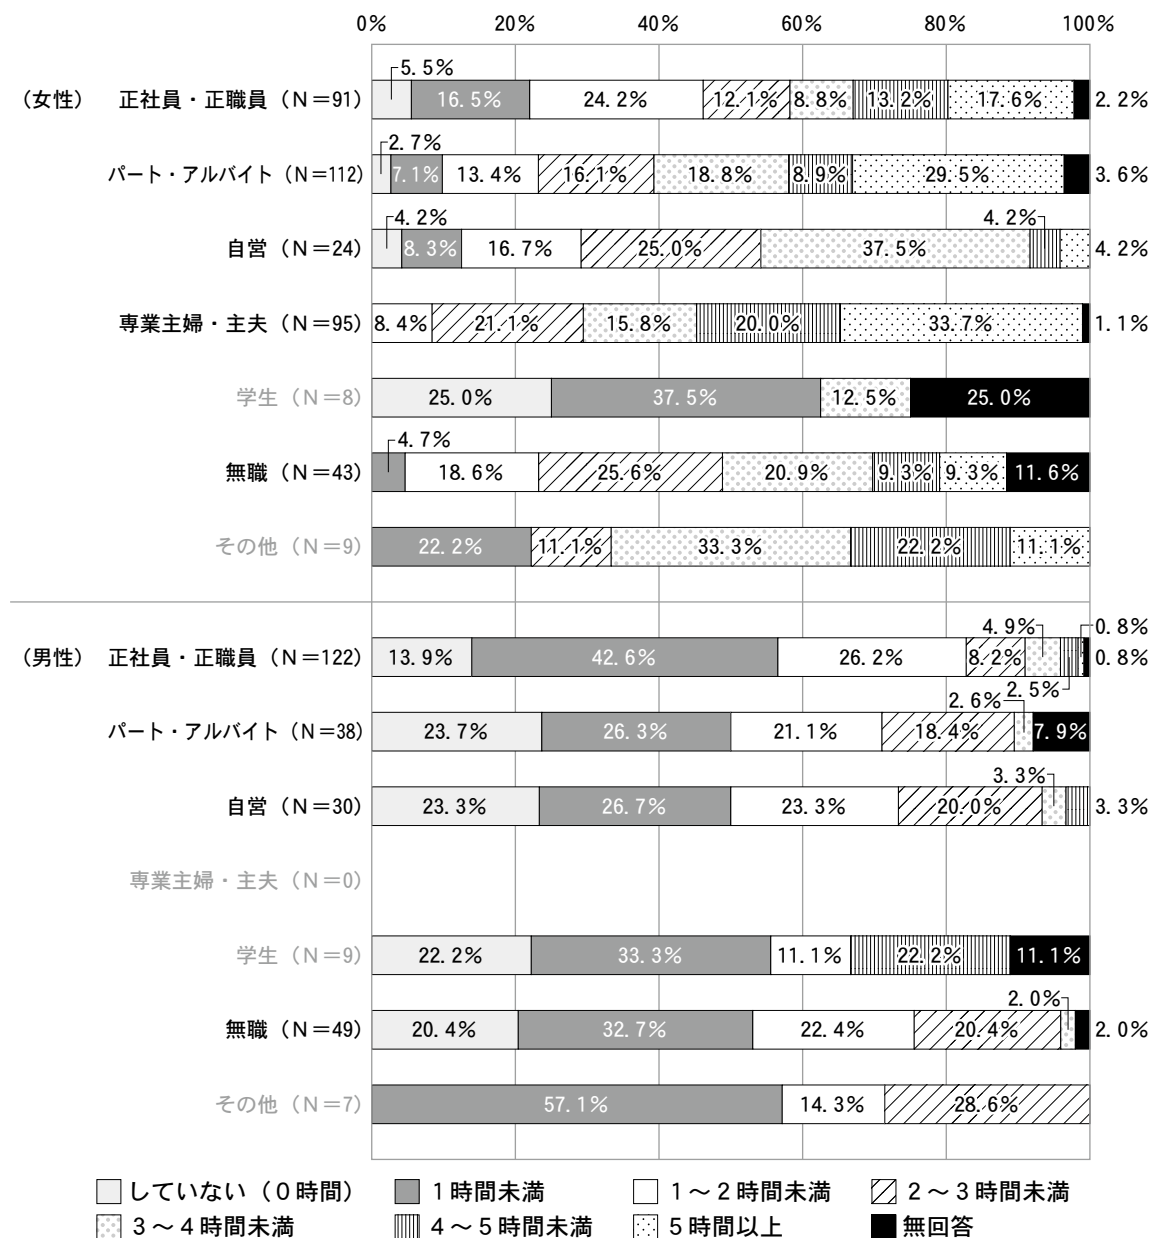 0% 20% 40% 60% 80% 100%
5.5%
（女性） 正社員・正職員（N＝91） 16.5% 24.2% 12.1% 8.8% 13.2% 17.6% 2.2%
2.7%
パート・アルバイト（N＝112） 7.1% 13.4% 16.1% 18.8% 8.9% 29.5% 3.6%
4.2% 4.2%
自営（N＝24） 8.3% 16.7% 25.0% 37.5% 4.2%
専業主婦・主夫（N＝95） 8.4% 21.1% 15.8% 20.0% 33.7% 1.1%
学生（N＝8） 25.0% 37.5% 12.5% 25.0%
4.7%
無職（N＝43） 18.6% 25.6% 20.9% 9.3% 9.3% 11.6%
その他（N＝9） 22.2% 11.1% 33.3% 22.2% 11.1%
4.9% 0.8%
（男性） 正社員・正職員（N＝122） 13.9% 42.6% 26.2% 8.2% 0.8%
2.6% 2.5%
パート・アルバイト（N＝38） 23.7% 26.3% 21.1% 18.4% 7.9%
3.3%
自営（N＝30） 23.3% 26.7% 23.3% 20.0% 3.3%
専業主婦・主夫（N＝0）
学生（N＝9） 22.2% 33.3% 11.1% 22.2% 11.1%
2.0%
無職（N＝49） 20.4% 32.7% 22.4% 20.4% 2.0%
その他（N＝7） 57.1% 14.3% 28.6%
していない（０時間） １時間未満 １～２時間未満 ２～３時間未満
３～４時間未満 ４～５時間未満 ５時間以上 無回答